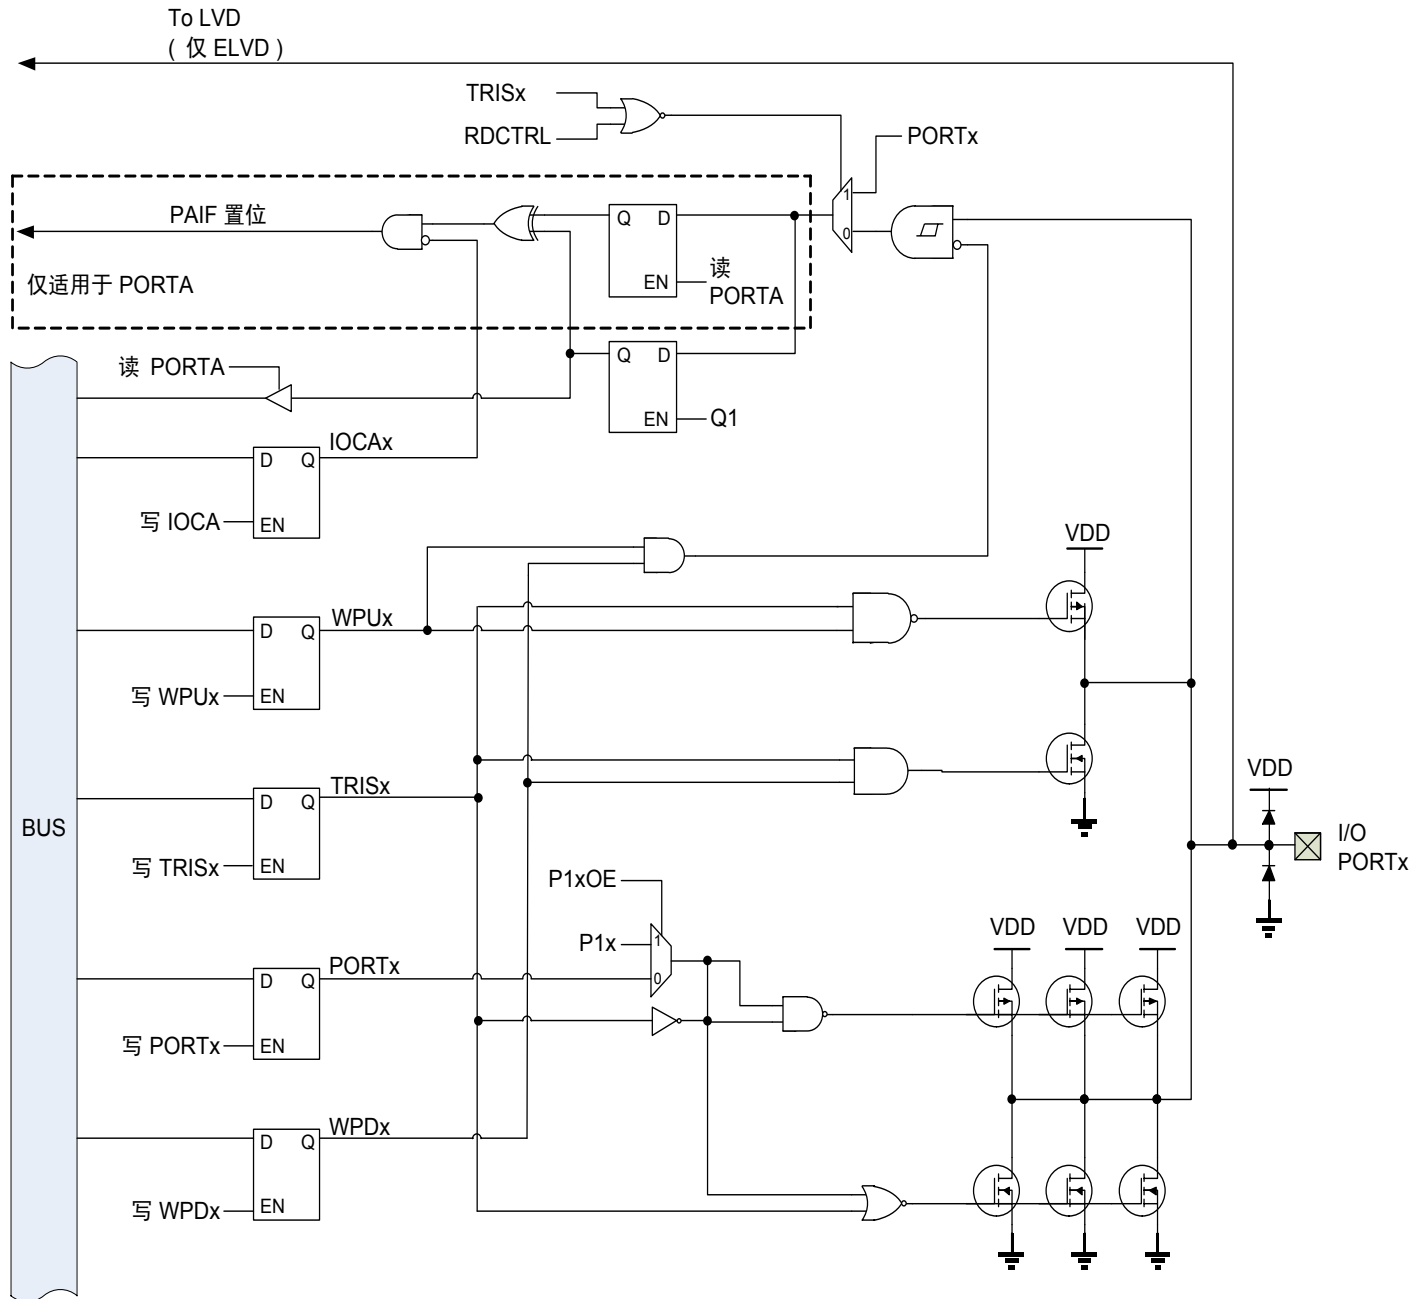 To LVD
( 仅 ELVD )
TRISx
RDCTRL
PORTx
1
0
PAIF 置位
仅适用于 PORTA
Q D
EN
读
PORTA
Q D
EN
Q1
读 PORTA
D Q
IOCAx
写 IOCA
EN
VDD
D Q
WPUx
写 WPUx
EN
D Q
TRISx
写 TRISx
EN
BUS
VDD
I/O
PORTx
P1xOE
P1x
1
0
VDD VDD VDD
D Q
PORTx
写 PORTx
EN
D Q
WPDx
写 WPDx
EN